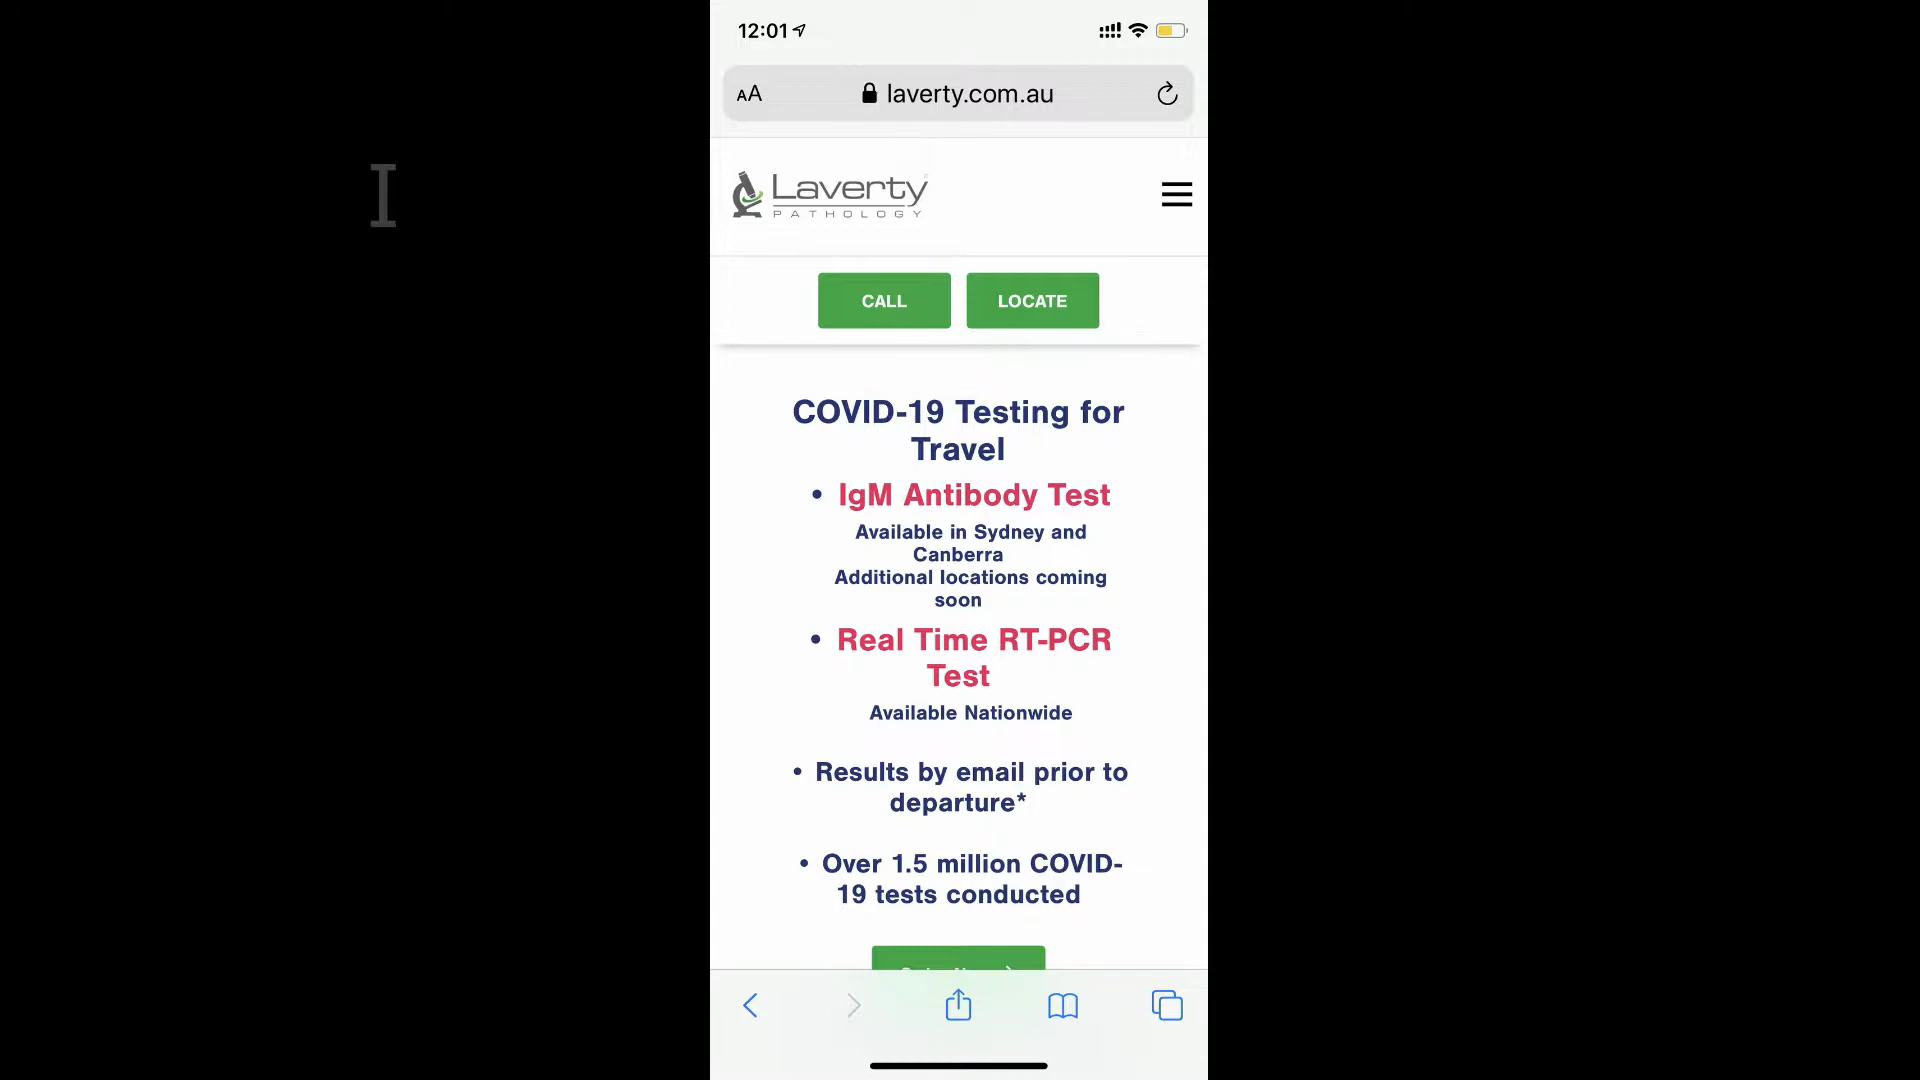 12:01
AA laverty.com.au
Laverty
PATHOLOGY
CALL LOCATE
COVID-19 Testing for
Travel
• IgM Antibody Test
Available in Sydney and
Canberra
Additional locations coming
soon
• Real Time RT-PCR
Test
Available Nationwide
• Results by email prior to
departure*
• Over 1.5 million COVID-
19 tests conducted